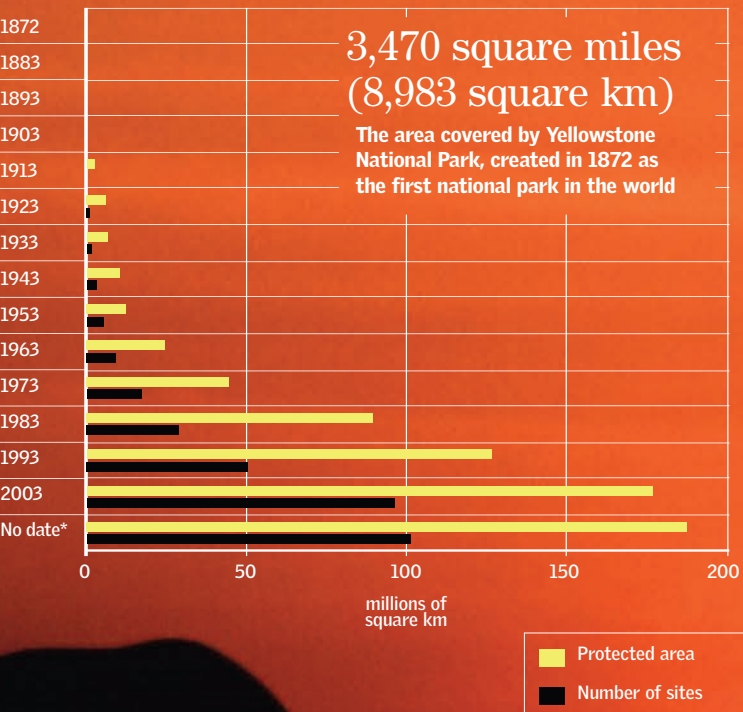 3,470 square miles
(8,983 square km)
The area covered by Yellowstone
National Park, created in 1872 as
the first national park in the world
1872
1883
1893
1903
1913
1923
1933
1943
1953
1963
1973
1983
1993
2003
No date*
0 50 100 150 200
millions of
square km
Protected area
Number of sites